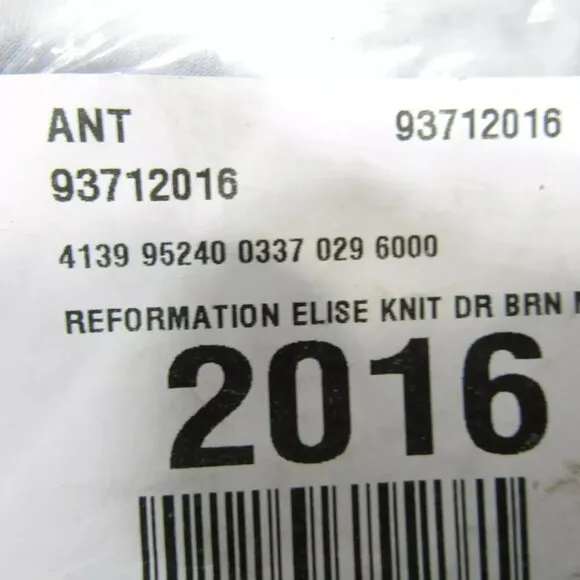 ANT 93712016
93712016
4139 95240 0337 029 6000
REFORMATION ELISE KNIT DR BRN
2016